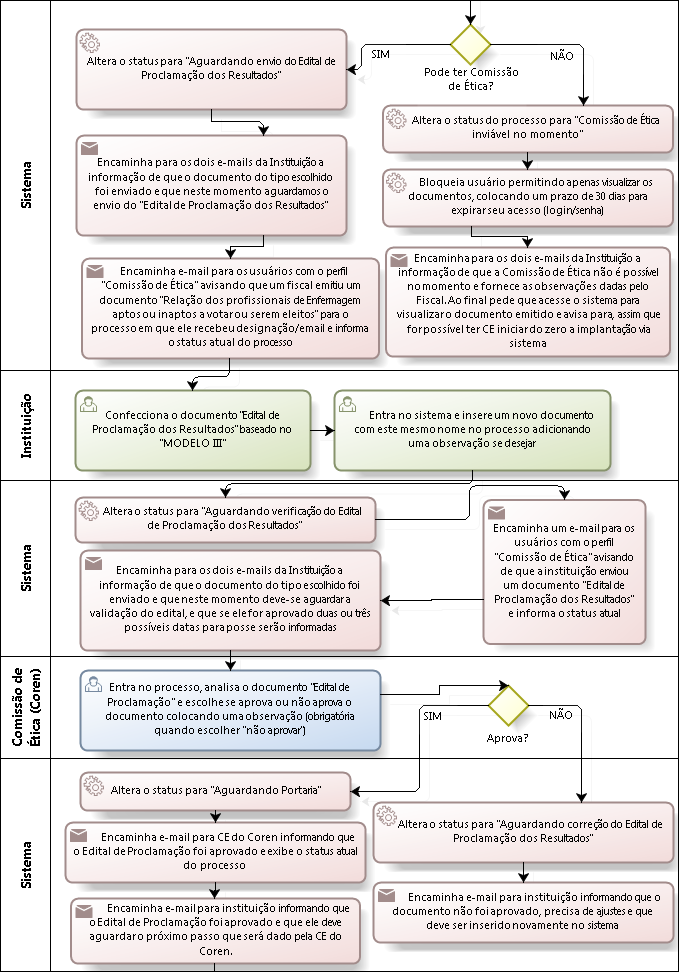 Sistema
SIM
NÃO
Pode ter Comissão
de Ética?
Altera o status para "Aguardando envio do Edital de
Proclamação dos Resultados"
Altera o status do processo para "Comissão de Ética
inviável no momento"
Encaminha para os dois e-mails da Instituição a
informação de que o documento do tipo escolhido
foi enviado e que neste momento aguardamos o
envio do "Edital de Proclamação dos Resultados"
Bloqueia usuário permitindo apenas visualizar os
documentos, colocando um prazo de 30 dias para
expirar seu acesso (login/senha)
Encaminha e-mail para os usuários com o perfil
"Comissão de Ética" avisando que um fiscal emitiu um
documento "Relação dos profissionais de Enfermagem
aptos ou inaptos a votar ou serem eleitos" para o
processo em que ele recebeu designação/email e informa
o status atual do processo
Encaminha para os dois e-mails da Instituição a
informação de que a Comissão de Ética não é possível
no momento e fornece as observações dadas pelo
Fiscal. Ao final pede que acesse o sistema para
visualizar o documento emitido e avisa para, assim que
for possível ter CE iniciar do zero a implantação via
sistema
Instituição
Confecciona o documento "Edital
de Proclamação dos Resultados" baseado no
"MODELO III"
Entra no sistema e insere um novo documento
com este mesmo nome no processo adicionando
uma observação se desejar
Sistema
Altera o status para "Aguardando verificação do Edital
de Proclamação dos Resultados"
Encaminha um e-mail para os
usuários com o perfil
"Comissão de Ética" avisando
de que a instituição enviou
um documento "Edital de
Proclamação dos Resultados"
e informa o status atual
Encaminha para os dois e-mails da Instituição a
informação de que o documento do tipo escolhido foi
enviado e que neste momento deve-se aguardar a
validação do edital, e que se ele for aprovado duas ou três
possíveis datas para posse serão informadas
Comissão de
Ética (Coren)
Entra no processo, analisa o documento "Edital de
Proclamação" e escolhe se aprova ou não aprova o
documento colocando uma observação (obrigatória
quando escolher "não aprovar")
SIM
NÃO
Aprova?
Sistema
Altera o status para "Aguardando Portaria"
Altera o status para "Aguardando correção do Edital de
Proclamação dos Resultados"
Encaminha e-mail para CE do Coren informando que
o Edital de Proclamação foi aprovado e exibe o status atual
do processo
Encaminha e-mail para instituição informando que
o Edital de Proclamação foi aprovado e que ele deve
aguardar o próximo passo que será dado pela CE do
Coren.
Encaminha e-mail para instituição informando que o
documento não foi aprovado, precisa de ajustes e que
deve ser inserido novamente no sistema